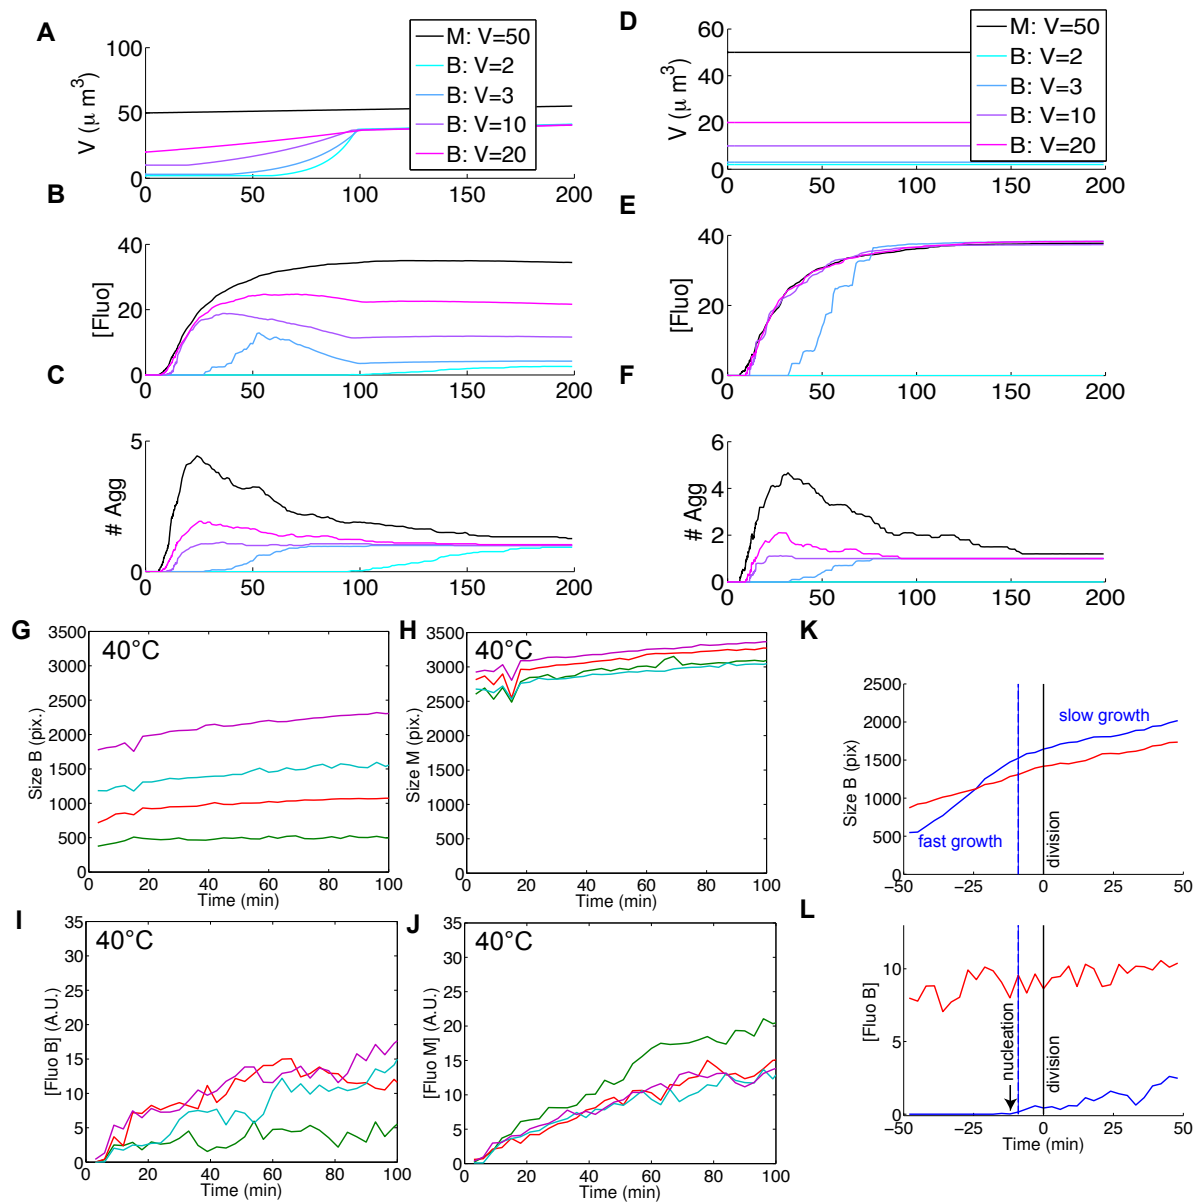 A
100
50
0
V (μ m³)
0 50 100 150 200
M: V=50
B: V=2
B: V=3
B: V=10
B: V=20
D
60
40
20
0
V (μ m³)
0 50 100 150 200
M: V=50
B: V=2
B: V=3
B: V=10
B: V=20
B
40
20
0
[Fluo]
0 50 100 150 200
E
40
20
0
[Fluo]
0 50 100 150 200
C
5
0
# Agg
0 50 100 150 200
F
6
4
2
0
# Agg
0 50 100 150 200
G
40°C
3500
3000
2500
2000
1500
1000
500
0
Size B (pix.)
0 20 40 60 80 100
Time (min)
H
40°C
3500
3000
2500
2000
1500
1000
500
0
Size M (pix.)
0 20 40 60 80 100
Time (min)
K
2500
2000
1500
1000
500
0
Size B (pix)
slow growth
fast growth
division
−50 −25 0 25 50
I
40°C
35
30
25
20
15
10
5
0
[Fluo B] (A.U.)
0 20 40 60 80 100
Time (min)
J
40°C
35
30
25
20
15
10
5
0
[Fluo M] (A.U.)
0 20 40 60 80 100
Time (min)
L
10
5
0
[Fluo B]
nucleation
division
−50 −25 0 25 50
Time (min)